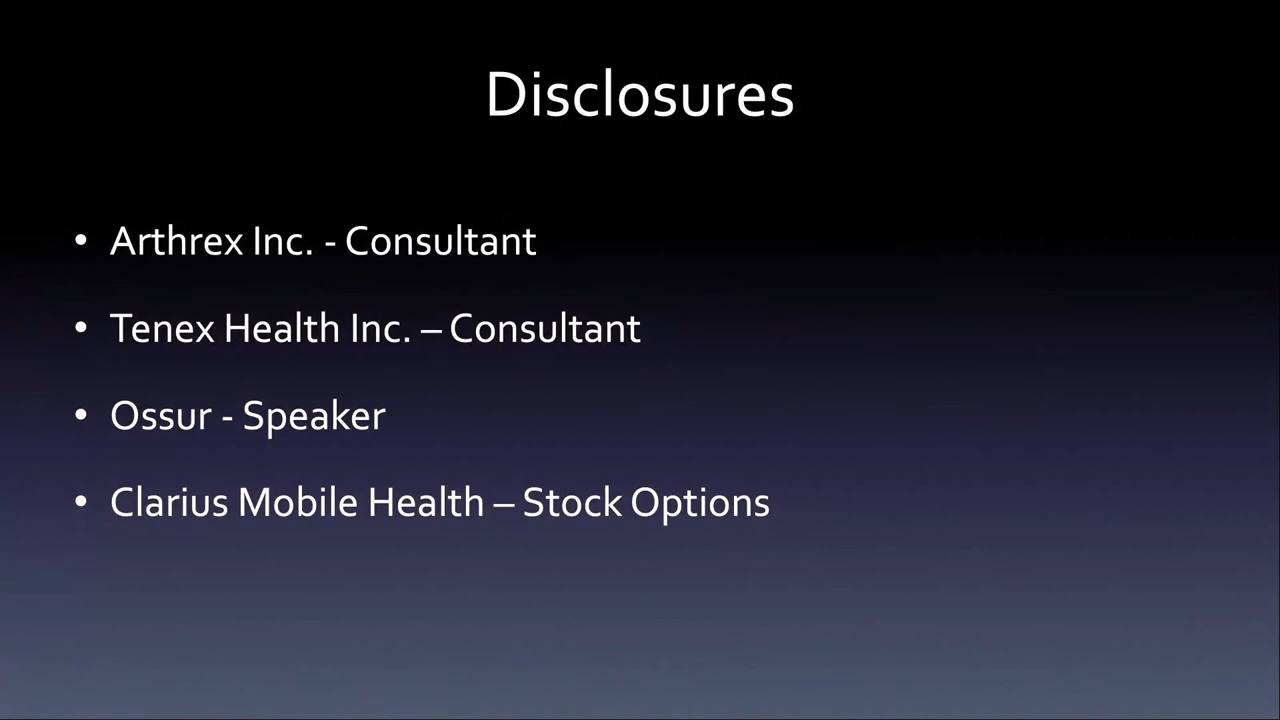 Disclosures
• Arthrex Inc. - Consultant
• Tenex Health Inc. – Consultant
• Ossur - Speaker
• Clarius Mobile Health – Stock Options